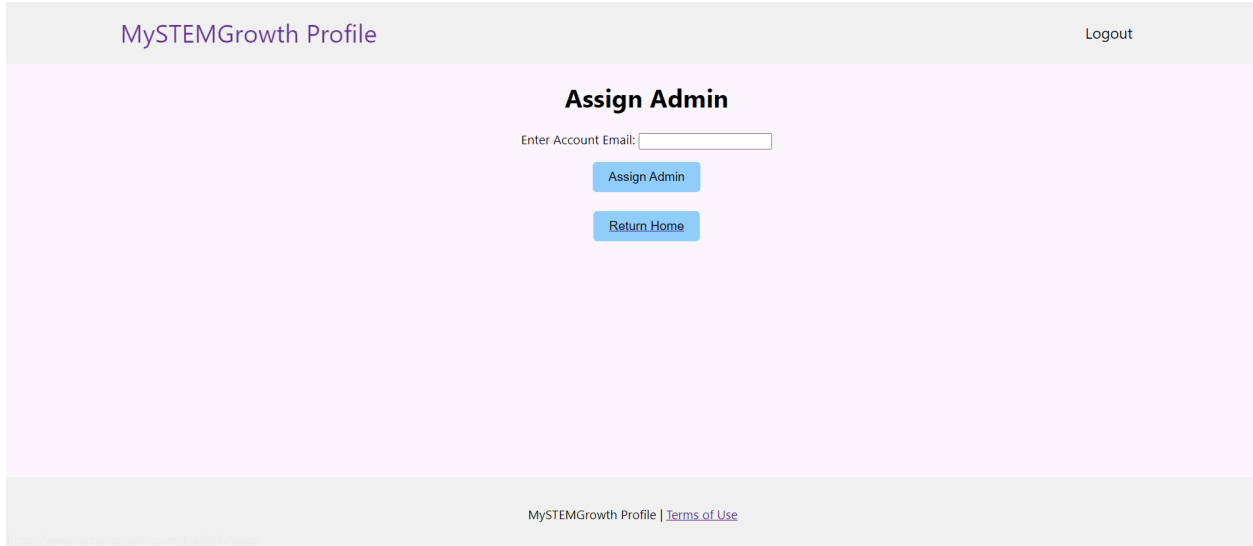 MySTEMGrowth Profile
Logout
Assign Admin
Enter Account Email:
Assign Admin
Return Home
MySTEMGrowth Profile | Terms of Use